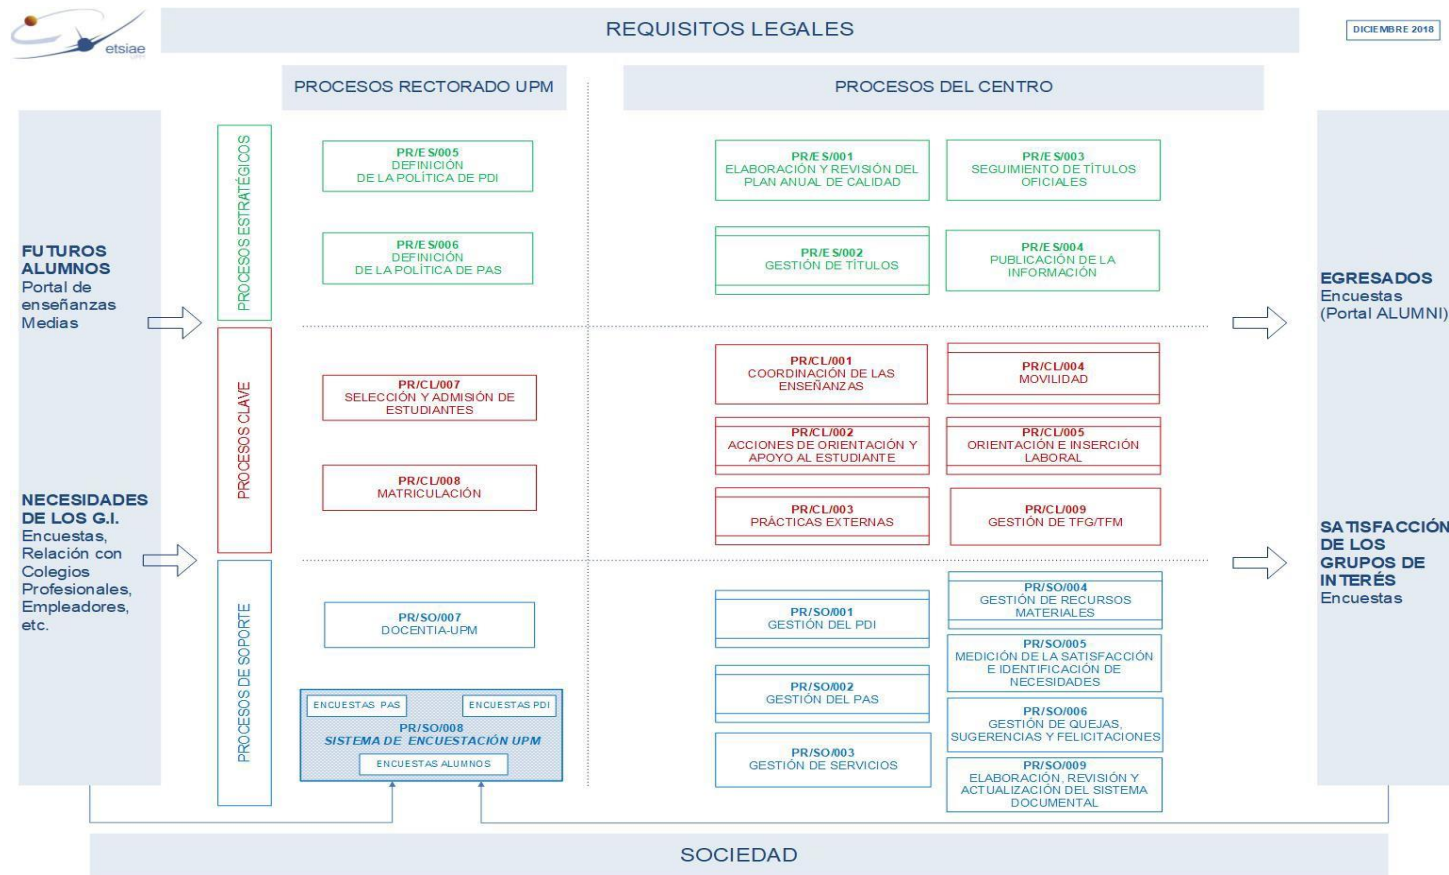 etsiae
REQUISITOS LEGALES
DICIEMBRE 2018
PROCESOS RECTORADO UPM
PROCESOS DEL CENTRO
FUTUROS
ALUMNOS
Portal de
enseñanzas
Medias
NECESIDADES
DE LOS G.I.
Encuestas,
Relación con
Colegios
Profesionales,
Empleadores,
etc.
PROCESOS ESTRATÉGICOS
PR/ES/005
DEFINICIÓN
DE LA POLÍTICA DE PDI
PR/ES/006
DEFINICIÓN
DE LA POLÍTICA DE PAS
PR/ES/001
ELABORACIÓN Y REVISIÓN DEL
PLAN ANUAL DE CALIDAD
PR/ES/003
SEGUIMIENTO DE TÍTULOS
OFICIALES
PR/ES/002
GESTIÓN DE TÍTULOS
PR/ES/004
PUBLICACIÓN DE LA
INFORMACIÓN
PROCESOS CLAVE
PR/CL/007
SELECCIÓN Y ADMISIÓN DE
ESTUDIANTES
PR/CL/008
MATRICULACIÓN
PR/CL/001
COORDINACIÓN DE LAS
ENSEÑANZAS
PR/CL/004
MOVILIDAD
PR/CL/002
ACCIONES DE ORIENTACIÓN Y
APOYO AL ESTUDIANTE
PR/CL/005
ORIENTACIÓN E INSERCIÓN
LABORAL
PR/CL/003
PRÁCTICAS EXTERNAS
PR/CL/009
GESTIÓN DE TFG/TFM
PROCESOS DE SOPORTE
PR/SO/007
DOCENTIA-UPM
ENCUESTAS PAS
ENCUESTAS PDI
PR/SO/008
SISTEMA DE ENCUESTACIÓN UPM
ENCUESTAS ALUMNOS
PR/SO/001
GESTIÓN DEL PDI
PR/SO/002
GESTIÓN DEL PAS
PR/SO/003
GESTIÓN DE SERVICIOS
PR/SO/004
GESTIÓN DE RECURSOS
MATERIALES
PR/SO/005
MEDICIÓN DE LA SATISFACCIÓN
E IDENTIFICACIÓN DE
NECESIDADES
PR/SO/006
GESTIÓN DE QUEJAS,
SUGERENCIAS Y FELICITACIONES
PR/SO/009
ELABORACIÓN, REVISIÓN Y
ACTUALIZACIÓN DEL SISTEMA
DOCUMENTAL
EGRESADOS
Encuestas
(Portal ALUMNI)
SATISFACCIÓN
DE LOS
GRUPOS DE
INTERÉS
Encuestas
SOCIEDAD